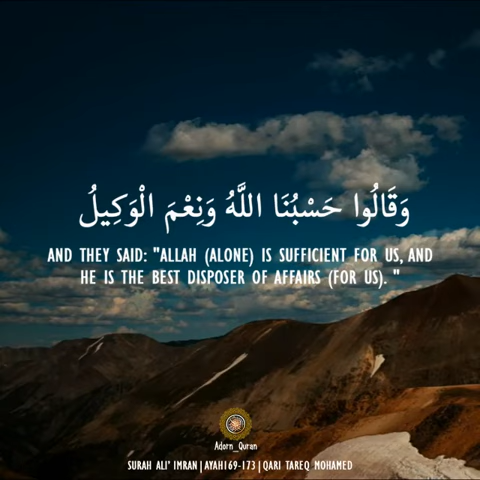 وَقَالُوا حَسْبُنَا اللَّهُ وَنِعْمَ الْوَكِيلُ
AND THEY SAID: "ALLAH (ALONE) IS SUFFICIENT FOR US, AND
HE IS THE BEST DISPOSER OF AFFAIRS (FOR US). "
Adorn_Quran
SURAH ALI' IMRAN | AYAH169-173 | QARI TAREQ MOHAMED